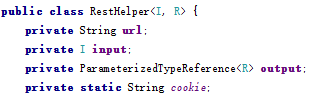 public class RestHelper<I, R> {
private String url;
private I input;
private ParameterizedTypeReference<R> output;
private static String cookie;